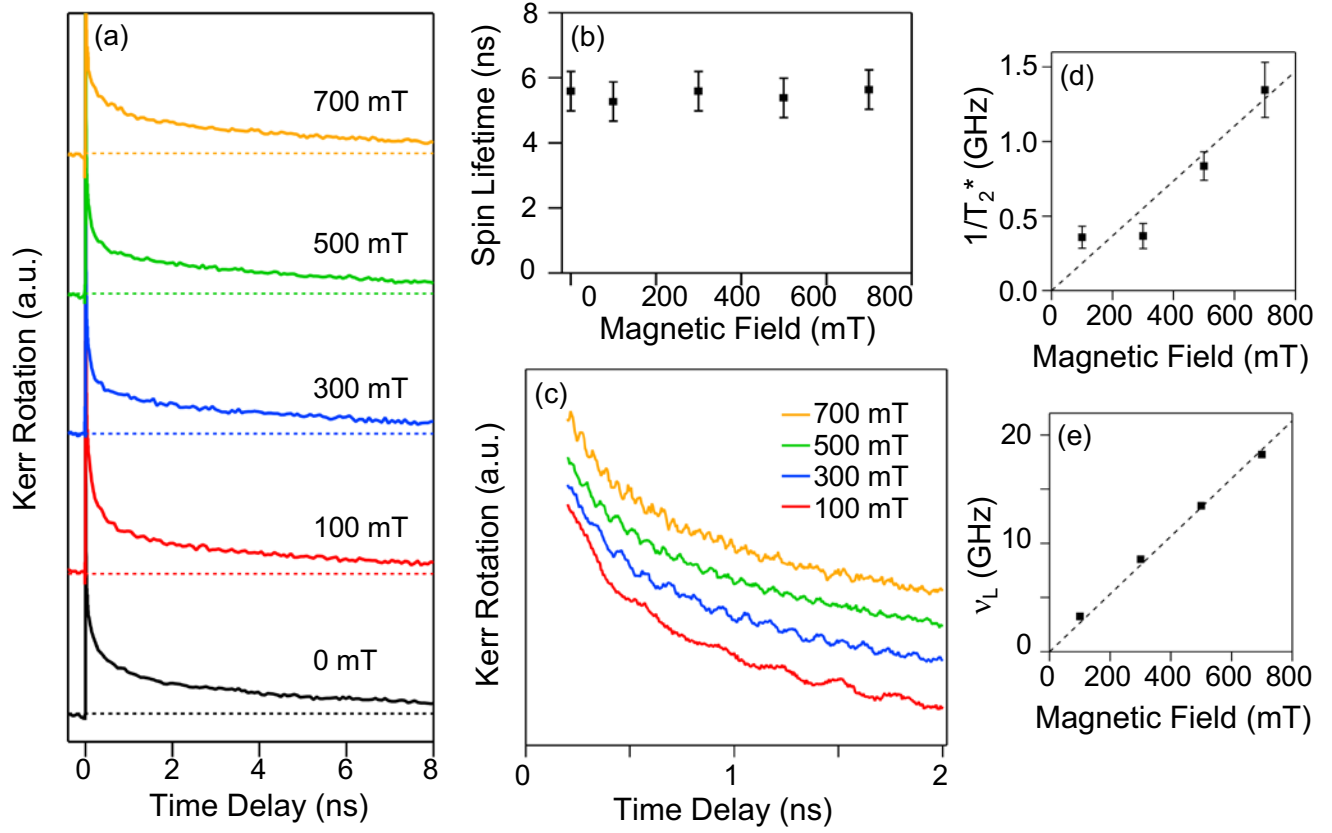 (a)
700 mT
500 mT
300 mT
100 mT
0 mT
Kerr Rotation (a.u.)
0 2 4 6 8
Time Delay (ns)
(b)
Spin Lifetime (ns)
8
6
4
2
0
0 200 400 600 800
Magnetic Field (mT)
(c)
700 mT
500 mT
300 mT
100 mT
Kerr Rotation (a.u.)
0 1 2
Time Delay (ns)
(d)
1/T₂* (GHz)
1.5
1.0
0.5
0.0
0 200 400 600 800
Magnetic Field (mT)
(e)
ν_L (GHz)
20
10
0
0 200 400 600 800
Magnetic Field (mT)